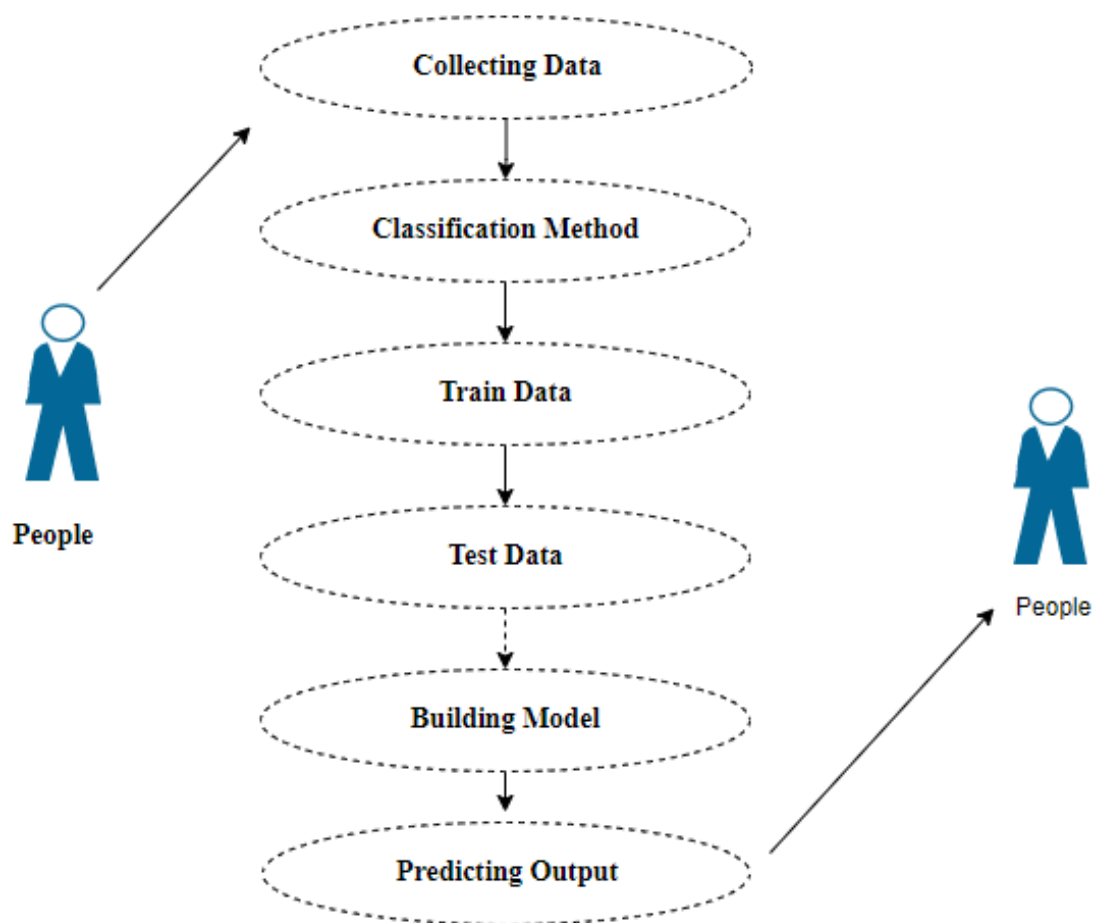 Collecting Data
Classification Method
Train Data
Test Data
Building Model
Predicting Output
People
People